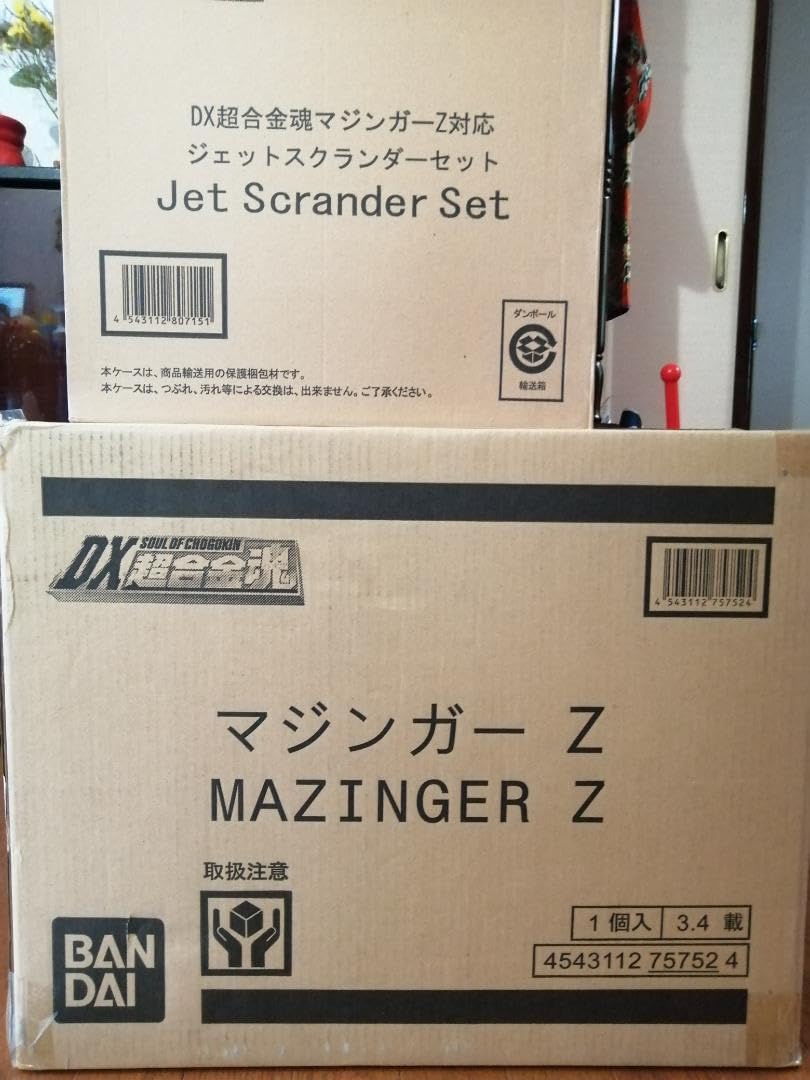 DX超合金魂マジンガーZ対応
ジェットスクランダーセット
Jet Scrander Set
4 543112 807151
ダンボール
輸送箱
本ケースは、商品輸送用の保護梱包材です。
本ケースは、つぶれ、汚れ等による交換は、出来ません。ご了承ください。
DX SOUL OF CHOGOKIN
超合金魂
4 543112 757524
マジンガー Z
MAZINGER Z
取扱注意
1個入 3.4 載
4543112 75752 4
BAN
DAI